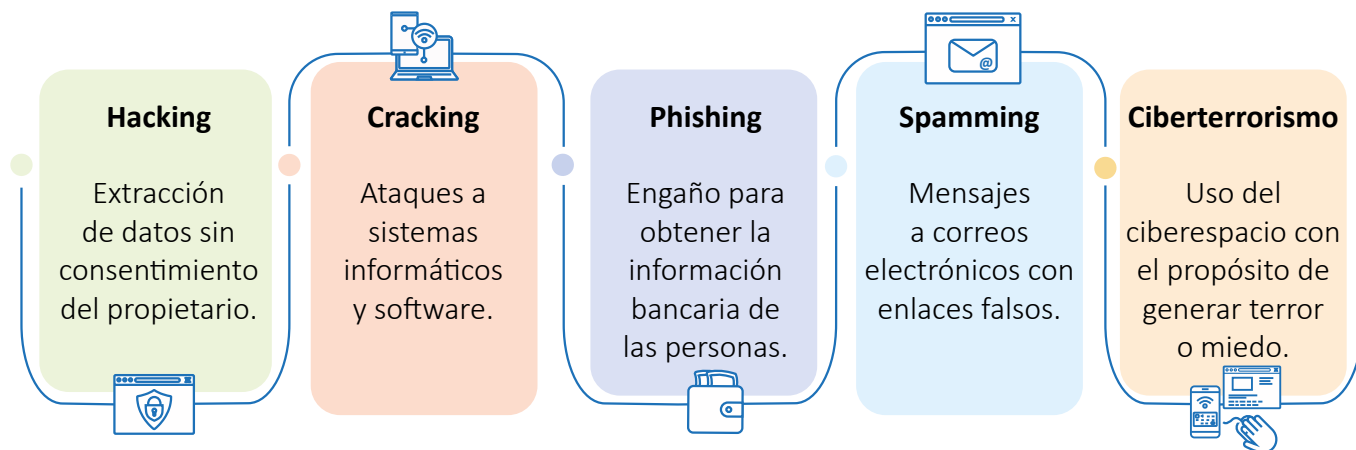 Hacking
Extracción
de datos sin
consentimiento
del propietario.
Cracking
Ataques a
sistemas
informáticos
y software.
Phishing
Engaño para
obtener la
información
bancaria de
las personas.
Spamming
Mensajes
a correos
electrónicos con
enlaces falsos.
@
Ciberterrorismo
Uso del
ciberespacio con
el propósito de
generar terror
o miedo.